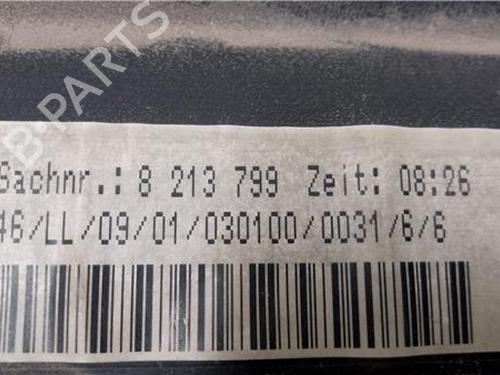 Sachnr.: 8 213 799 Zeit: 08:26
46/LL/09/01/030100/0031/6/6
B-PARTS